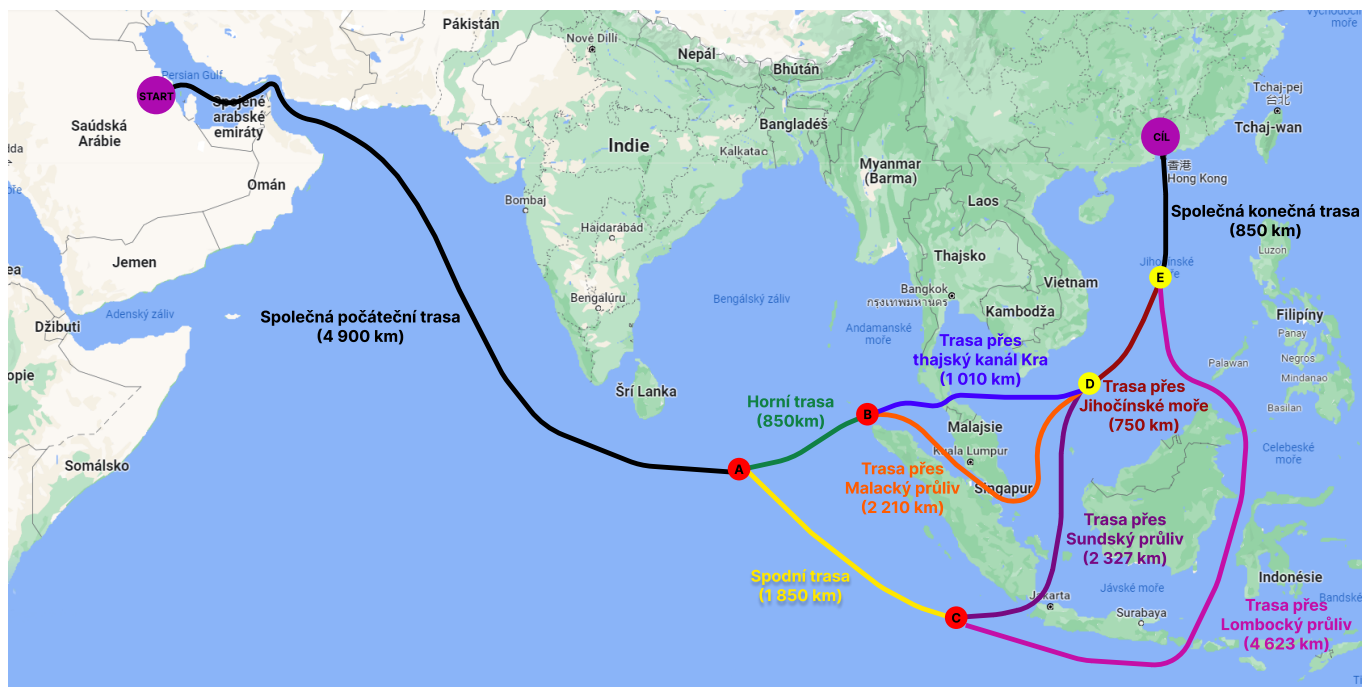 Pákistán
Východočín
moře
Nové Dillí
Nepál
Bhútán
Persian Gulf
START
Spojené
arabské
emiráty
Saúdská
Arábie
Tchaj-pej
台北
Tchaj-wan
Bangladéš
CÍL
Indie
Kalkata
dda
Myanmar
(Barma)
香港
Hong Kong
Omán
Bombaj
Laos
Společná konečná trasa
(850 km)
Haidarábád
Jemen
Thajsko
Luzon
Jihočínské
ře
E
Vietnam
Bangkok
กรุงเทพมหานคร
Bengalúru
Bengálský záliv
Adenský záliv
Džibuti
Společná počáteční trasa
(4 900 km)
Kambodža
Filipíny
Andamanské
moře
Panay
Trasa přes
thajský kanál Kra
(1 010 km)
Negros
Palawan
Mindanao
opie
Šrí Lanka
D
Trasa přes
Jihočínské moře
(750 km)
Horní trasa
(850km)
B
Basilan
Malajsie
Kuala Lumpur
Celebeské
moře
Somálsko
A
Trasa přes
Malacký průliv
(2 210 km)
Singapur
Trasa přes
Sundský průliv
(2 327 km)
Spodní trasa
(1 850 km)
Jávské moře
Indonésie
Jakarta
Bandské
Surabaya
C
Trasa přes
Lombocký průliv
(4 623 km)